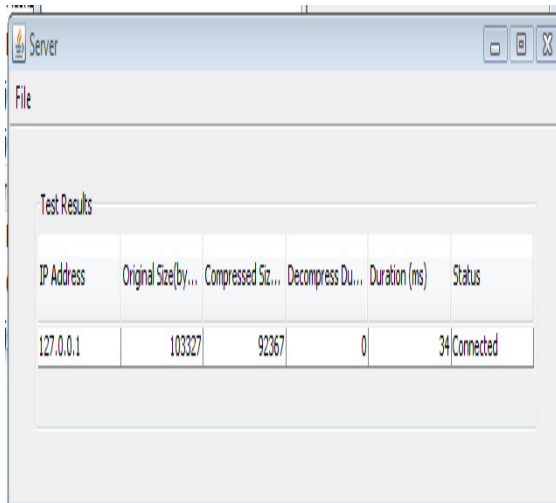 Server
File
Test Results
IP Address Original Size(by... Compressed Siz... Decompress Du... Duration (ms) Status
127.0.0.1 103327 92367 0 34 Connected